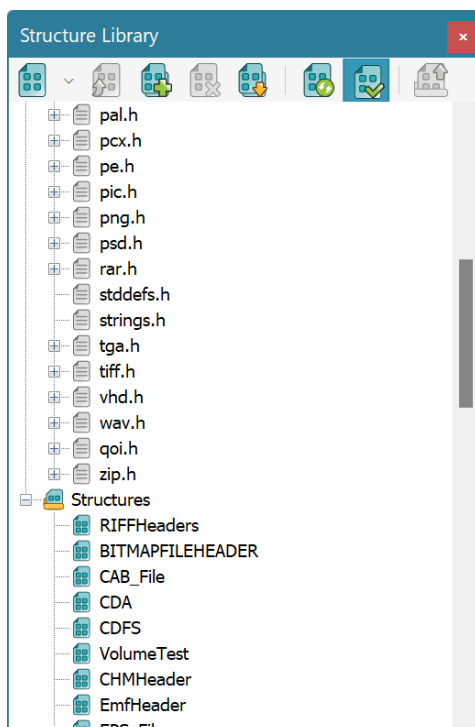 Structure Library
pal.h
pcx.h
pe.h
pic.h
png.h
psd.h
rar.h
stddefs.h
strings.h
tga.h
tiff.h
vhd.h
wav.h
qoi.h
zip.h
Structures
RIFFHeaders
BITMAPFILEHEADER
CAB_File
CDA
CDFS
VolumeTest
CHMHeader
EmfHeader